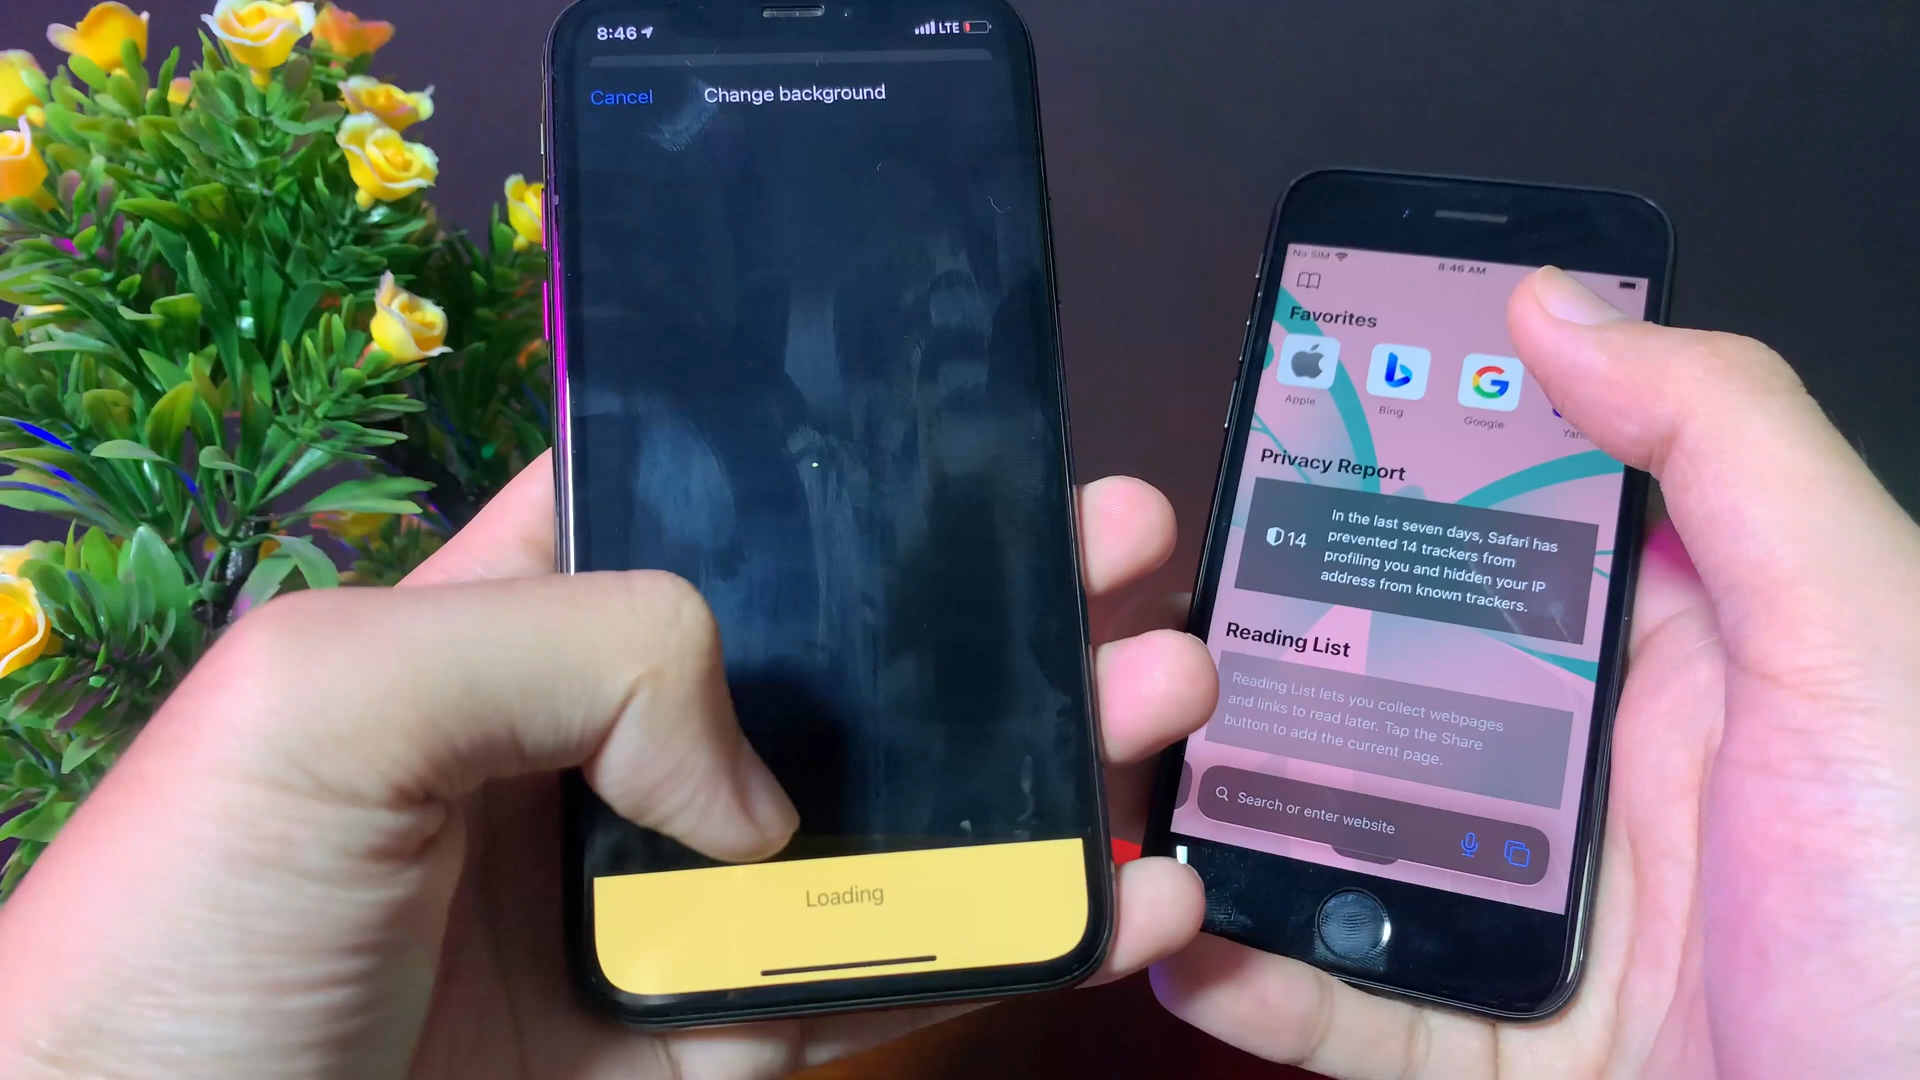 8:46
LTE
Cancel
Change background
Loading
No SIM
8:46 AM
Favorites
Apple
Bing
Google
Privacy Report
14
In the last seven days, Safari has
prevented 14 trackers from
profiling you and hidden your IP
address from known trackers.
Reading List
Reading List lets you collect webpages
and links to read later. Tap the Share
button to add the current page.
Search or enter website